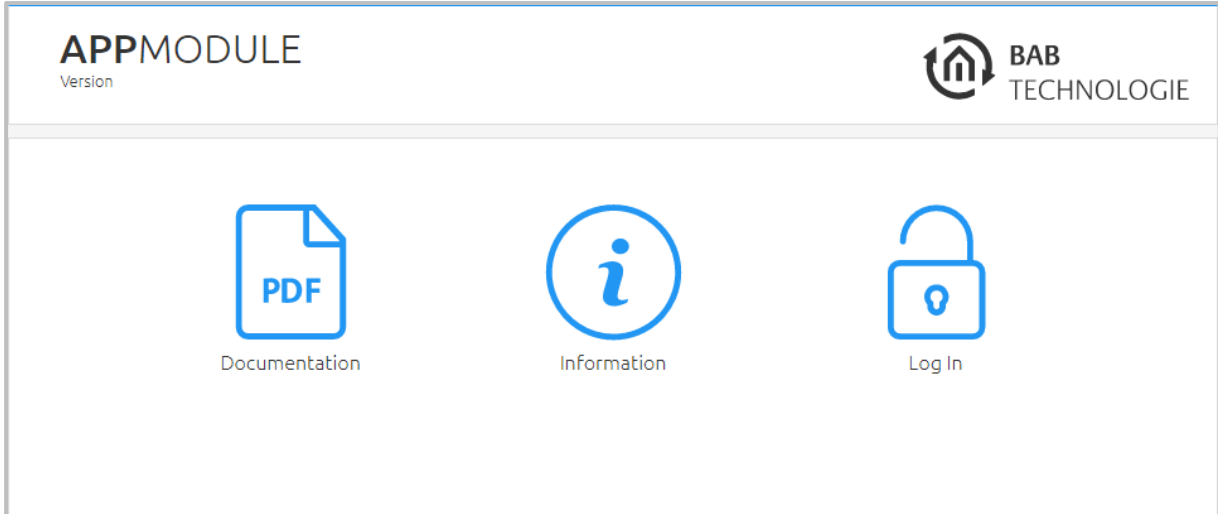 APPMODULE
Version
BAB
TECHNOLOGIE
PDF
i
Documentation
Information
Log In